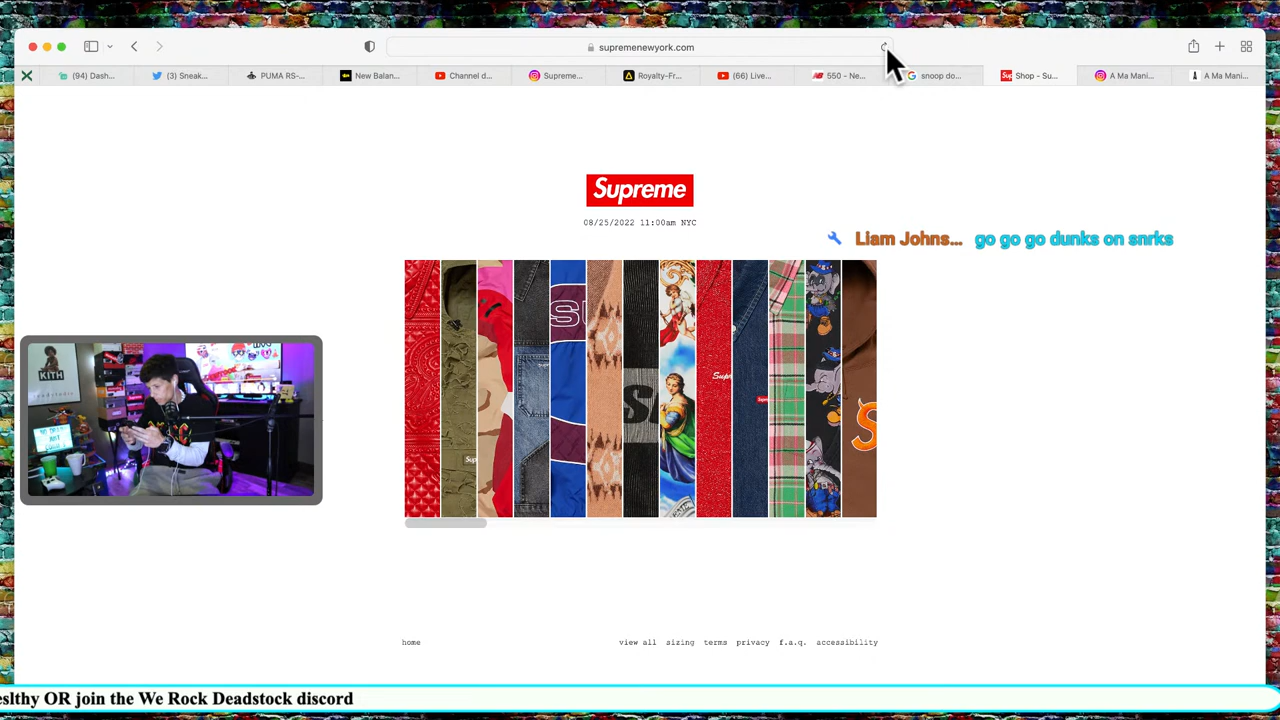 supremenewyork.com
(94) Dash...
(3) Sneak...
PUMA RS-...
New Balan...
Channel d...
Supreme...
Royalty-Fr...
(66) Live...
550 - Ne...
snoop do...
Shop - Su...
A Ma Mani...
A Ma Mani...
Supreme
08/25/2022 11:00am NYC
Liam Johns... go go go dunks on snrks
KITH
home
view all sizing terms privacy f.a.q. accessibility
eslthy OR join the We Rock Deadstock discord